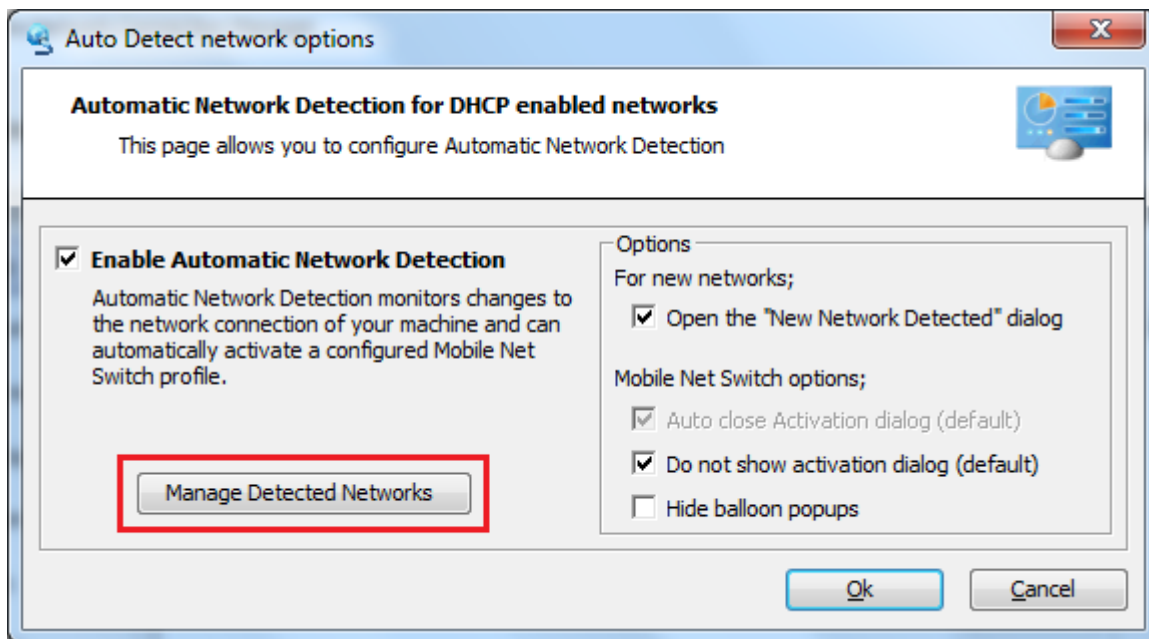 Auto Detect network options
Automatic Network Detection for DHCP enabled networks
This page allows you to configure Automatic Network Detection
Enable Automatic Network Detection
Automatic Network Detection monitors changes to
the network connection of your machine and can
automatically activate a configured Mobile Net
Switch profile.
Manage Detected Networks
Options
For new networks;
Open the "New Network Detected" dialog
Mobile Net Switch options;
Auto close Activation dialog (default)
Do not show activation dialog (default)
Hide balloon popups
Ok
Cancel